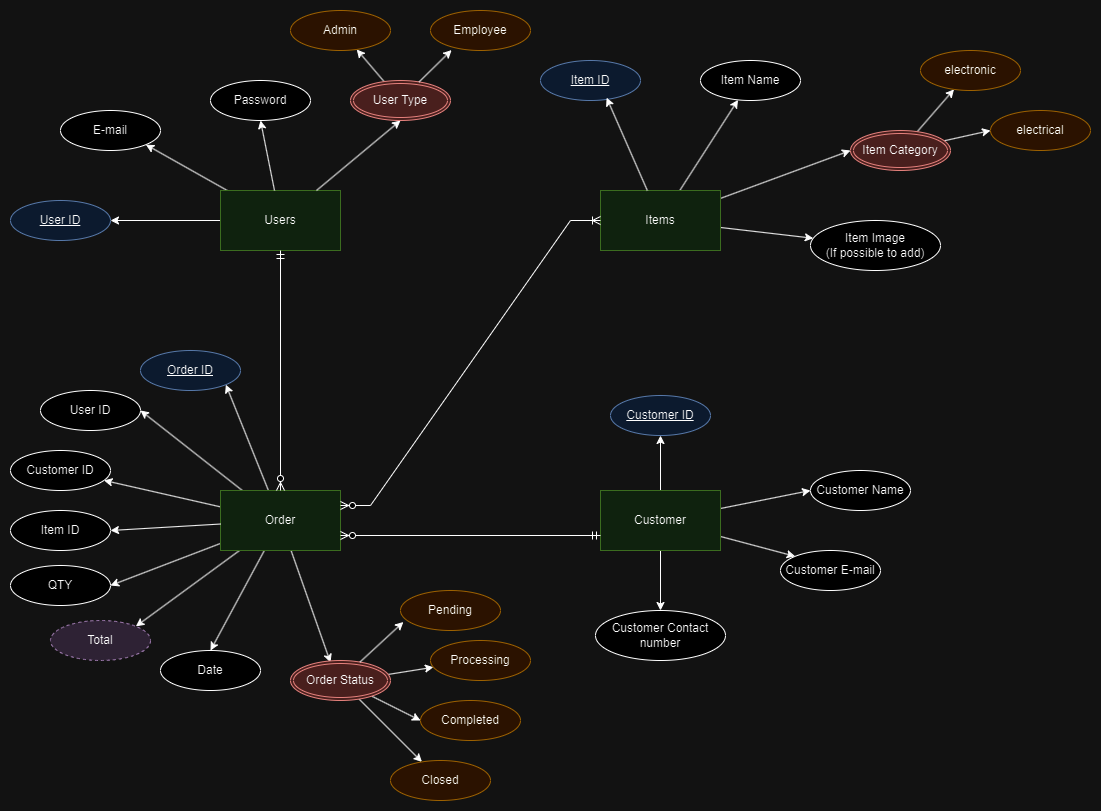 Admin
Employee
User Type
Password
E-mail
User ID
Users
Item ID
Item Name
electronic
electrical
Item Category
Items
Item Image
(If possible to add)
Order ID
User ID
Customer ID
Item ID
QTY
Total
Date
Order
Order Status
Pending
Processing
Completed
Closed
Customer ID
Customer Name
Customer
Customer E-mail
Customer Contact
number